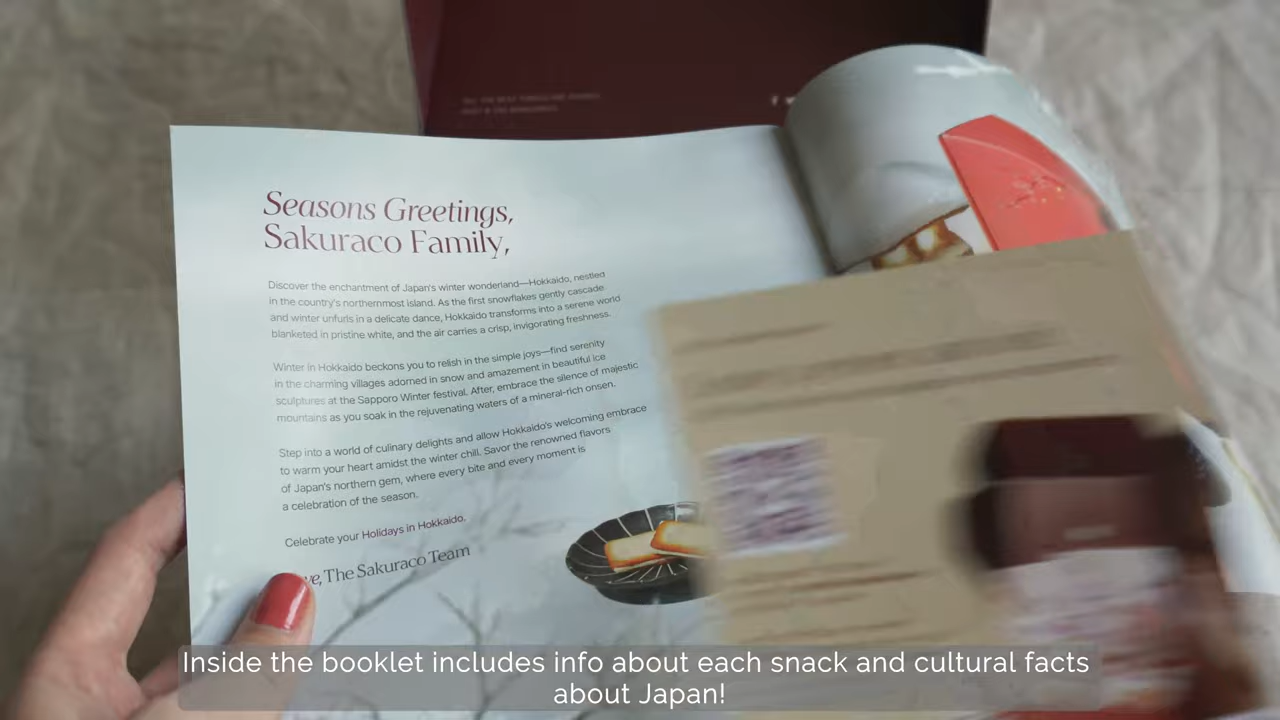 Seasons Greetings,
Sakuraco Family,
Discover the enchantment of Japan's winter wonderland—Hokkaido, nestled
in the country's northernmost island. As the first snowflakes gently cascade
and winter unfurls in a delicate dance, Hokkaido transforms into a serene world
blanketed in pristine white, and the air carries a crisp, invigorating freshness.
Winter in Hokkaido beckons you to relish in the simple joys—find serenity
in the charming villages adorned in snow and amazement in beautiful ice
sculptures at the Sapporo Winter festival. After, embrace the silence of majestic
mountains as you soak in the rejuvenating waters of a mineral-rich onsen.
Step into a world of culinary delights and allow Hokkaido's welcoming embrace
to warm your heart amidst the winter chill. Savor the renowned flavors
of Japan's northern gem, where every bite and every moment is
a celebration of the season.
Celebrate your Holidays in Hokkaido.
The Sakuraco Team
Inside the booklet includes info about each snack and cultural facts
about Japan!